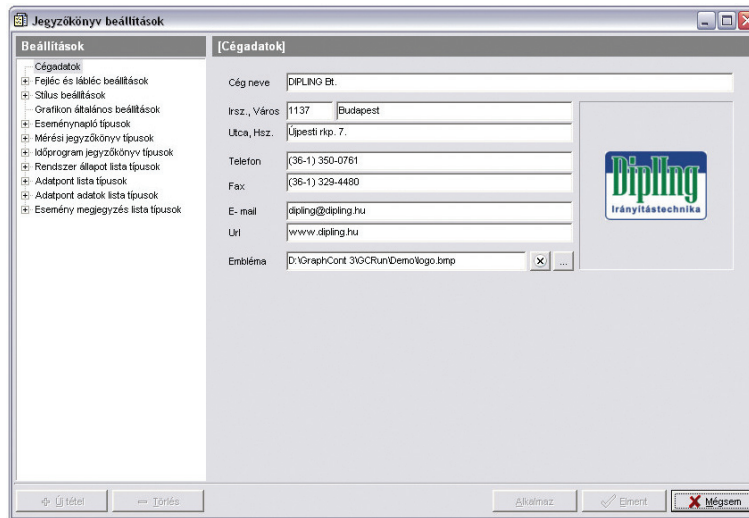 Jegyzőkönyv beállítások
Beállítások
[Cégadatok]
Cégadatok
Fejléc és lábléc beállítások
Stílus beállítások
Grafikon általános beállítások
Eseménynapló típusok
Mérési jegyzőkönyv típusok
Időprogram jegyzőkönyv típusok
Rendszer állapot lista típusok
Adatpont lista típusok
Adatpont adatok lista típusok
Esemény megjegyzés lista típusok
Cég neve DIPLING Bt.
Irsz., Város 1137 Budapest
Utca, Hsz. Újpesti rkp. 7.
Telefon (36-1) 350-0761
Fax (36-1) 329-4480
E- mail dipling@dipling.hu
Url www.dipling.hu
Embléma D:\GraphCont 3\GCRun\Demo\logo.bmp ...
DiplIng
Irányítástechnika
Új tétel Törlés Alkalmaz Elment Mégsem